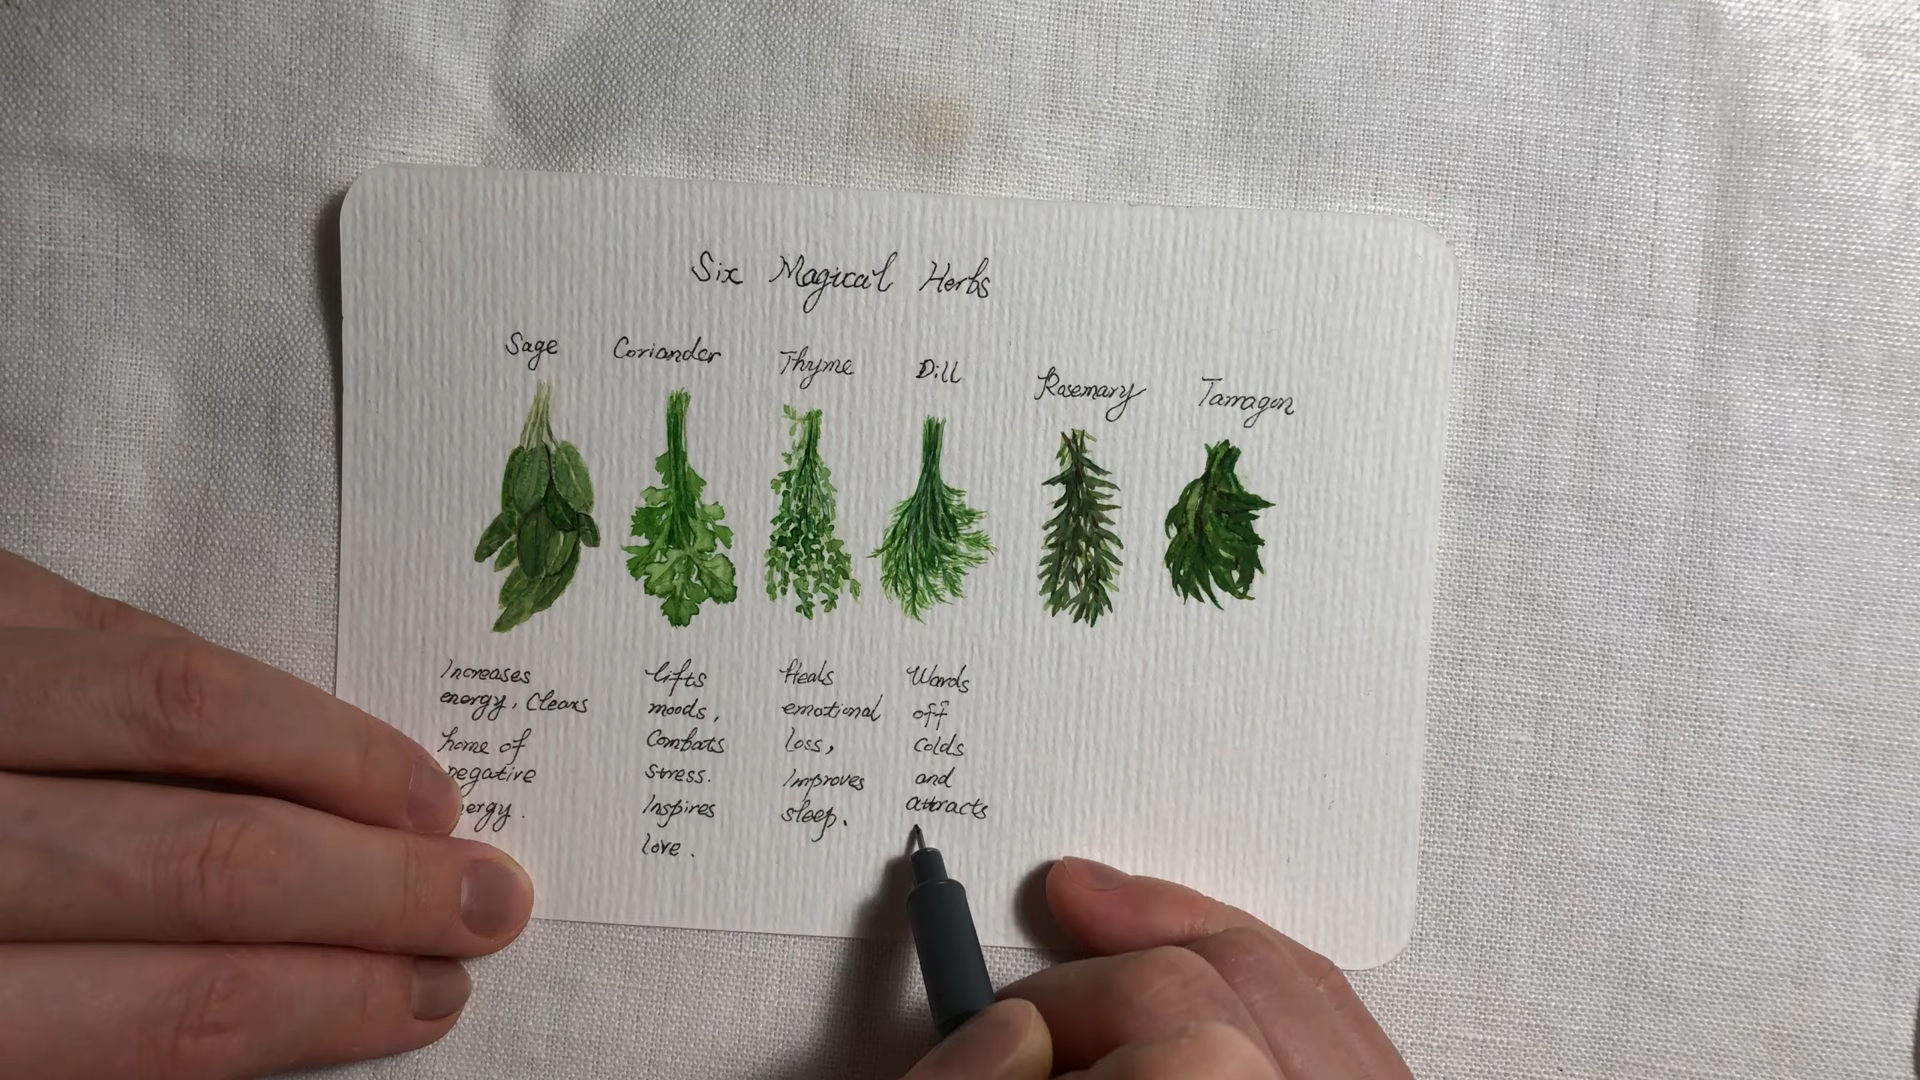 Six Magical Herbs
Sage Coriander Thyme Dill Rosemary Tarragon
Increases
energy, Clears
home of
negative
ergy.
lifts
moods,
Combats
stress.
Inspires
love.
Heals
emotional
loss,
Improves
sleep.
Wards
off
colds
and
attracts